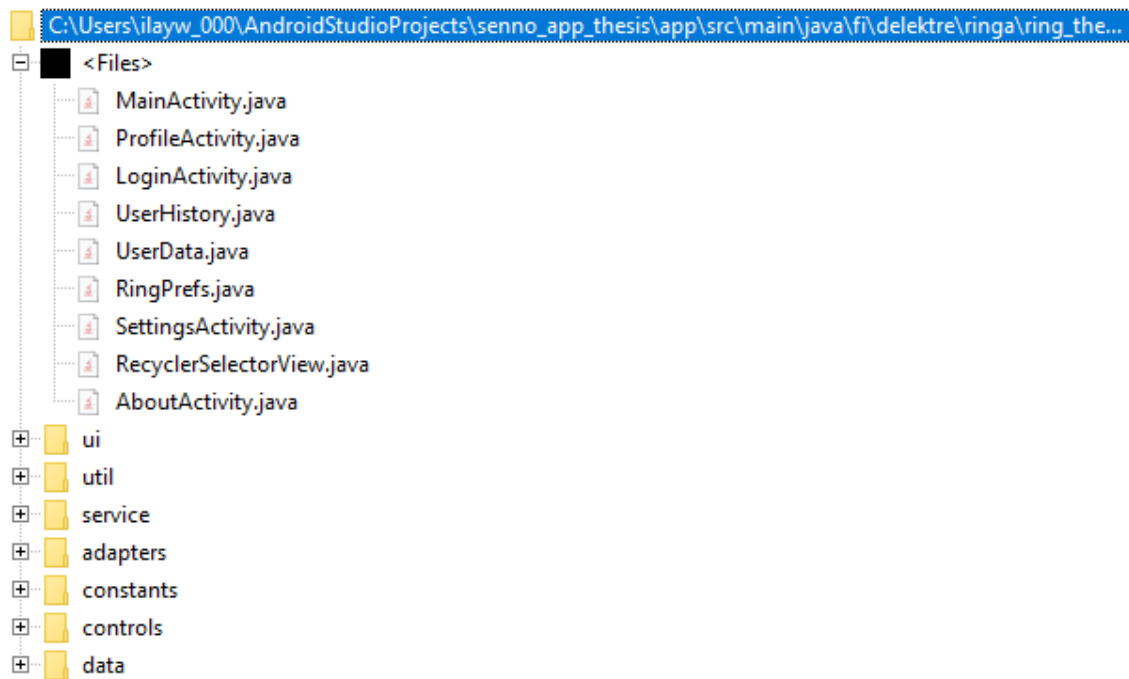 C:\Users\ilayw_000\AndroidStudioProjects\senno_app_thesis\app\src\main\java\fi\delektre\ringa\ring_the...
<Files>
MainActivity.java
ProfileActivity.java
LoginActivity.java
UserHistory.java
UserData.java
RingPrefs.java
SettingsActivity.java
RecyclerSelectorView.java
AboutActivity.java
ui
util
service
adapters
constants
controls
data